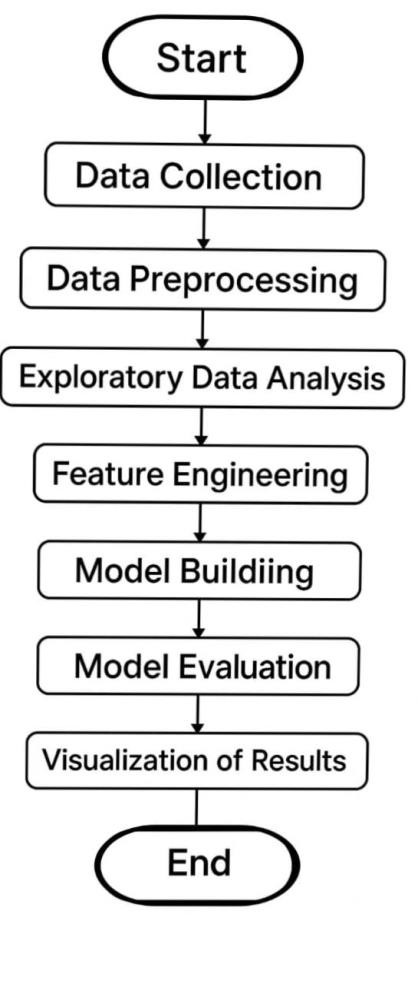 Start
Data Collection
Data Preprocessing
Exploratory Data Analysis
Feature Engineering
Model Buildiing
Model Evaluation
Visualization of Results
End